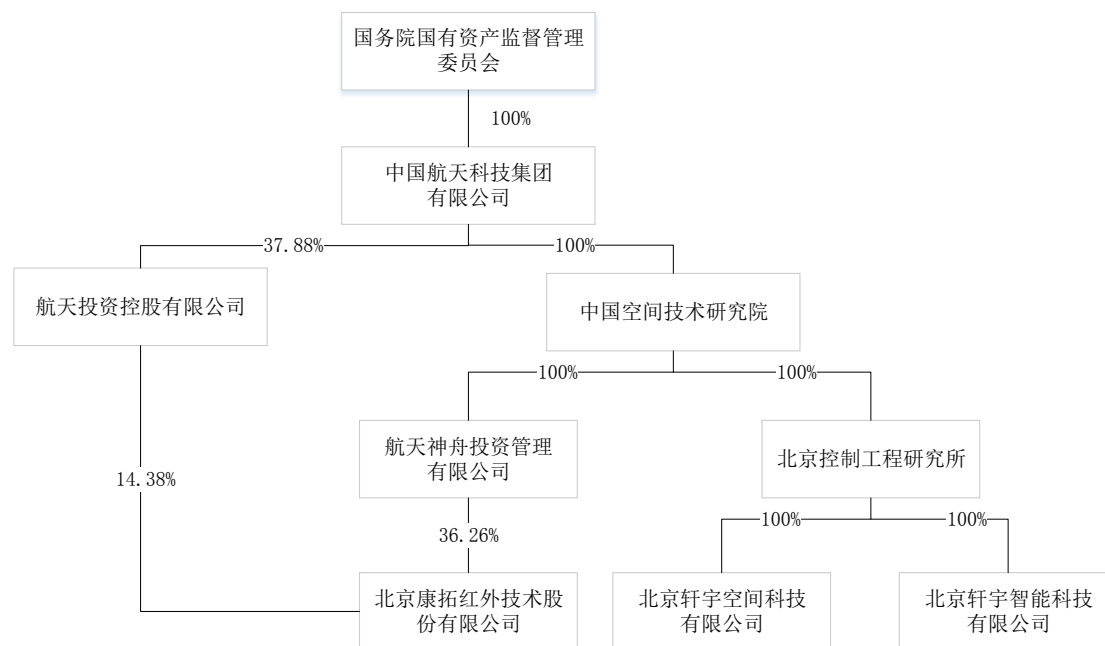 国务院国有资产监督管理
委员会
100%
中国航天科技集团
有限公司
37.88%
100%
航天投资控股有限公司
中国空间技术研究院
100%
100%
航天神舟投资管理
有限公司
北京控制工程研究所
14.38%
36.26%
100%
100%
北京康拓红外技术股
份有限公司
北京轩宇空间科技
有限公司
北京轩宇智能科技
有限公司